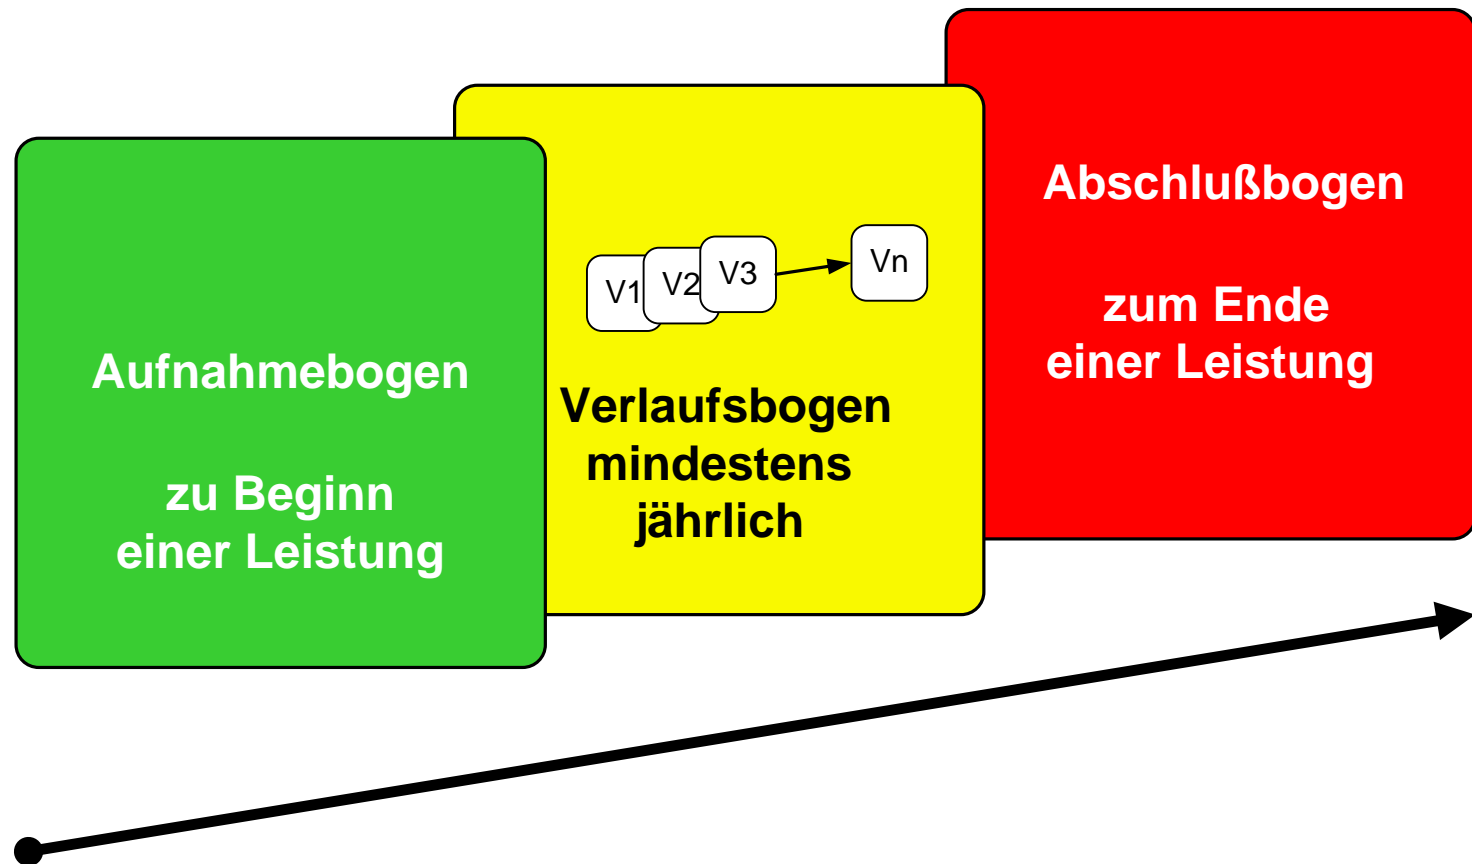 Aufnahmebogen
zu Beginn
einer Leistung
V1
V2
V3
Vn
Verlaufsbogen
mindestens
jährlich
Abschlußbogen
zum Ende
einer Leistung